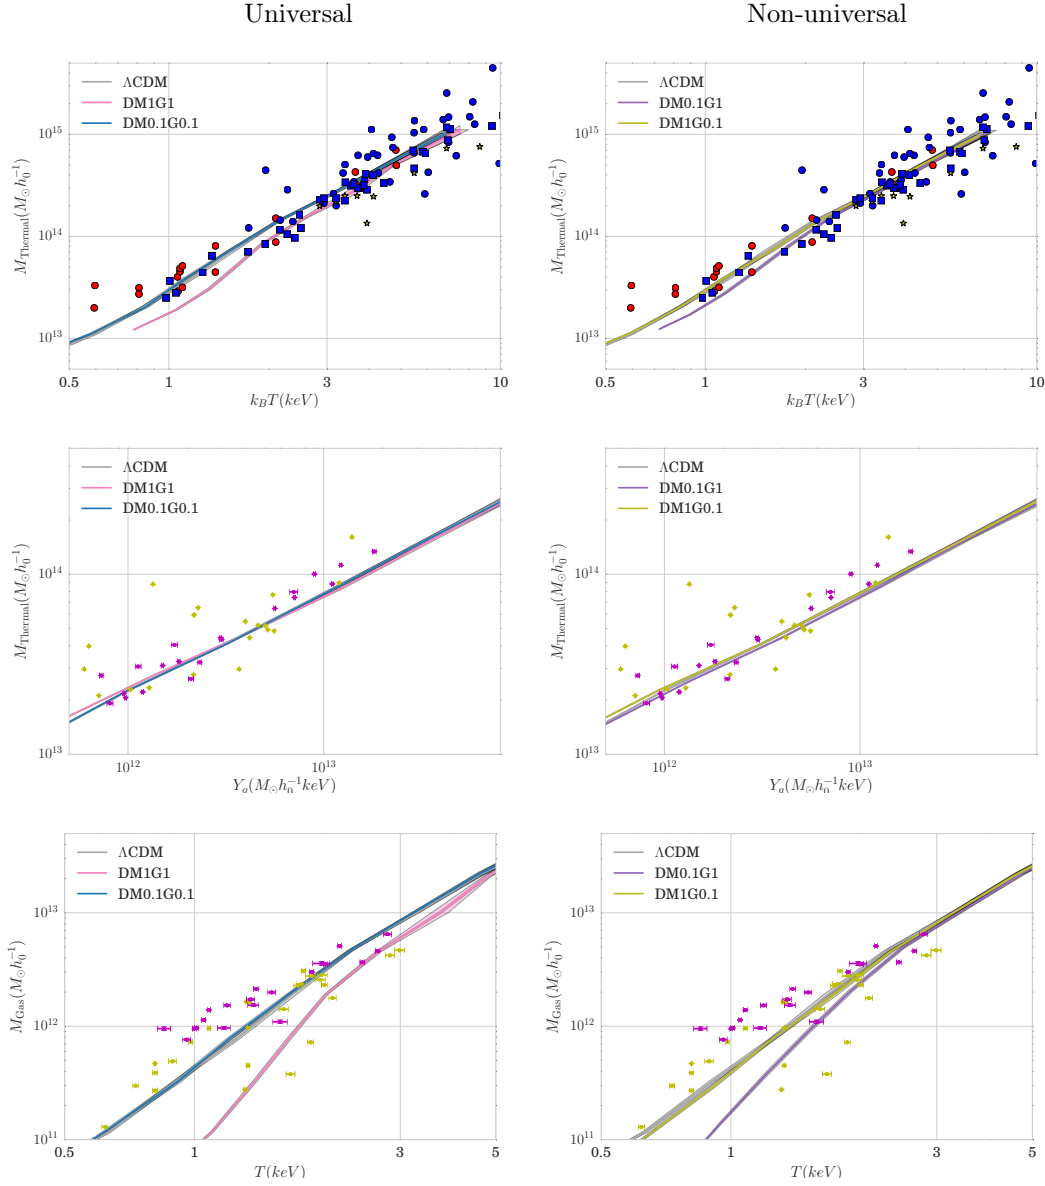 Universal
Non-universal
ΛCDM
DM1G1
DM0.1G0.1
10^15
10^14
10^13
M_Thermal(M_⊙h_0^−1)
0.5 1 3 10
k_BT(keV)
ΛCDM
DM0.1G1
DM1G0.1
10^15
10^14
10^13
M_Thermal(M_⊙h_0^−1)
0.5 1 3 10
k_BT(keV)
ΛCDM
DM1G1
DM0.1G0.1
10^14
10^13
M_Thermal(M_⊙h_0^−1)
10^12 10^13
Y_g(M_⊙h_0^−1keV)
ΛCDM
DM0.1G1
DM1G0.1
10^14
10^13
M_Thermal(M_⊙h_0^−1)
10^12 10^13
Y_g(M_⊙h_0^−1keV)
ΛCDM
DM1G1
DM0.1G0.1
10^13
10^12
10^11
M_Gas(M_⊙h_0^−1)
0.5 1 3 5
T(keV)
ΛCDM
DM0.1G1
DM1G0.1
10^13
10^12
10^11
M_Gas(M_⊙h_0^−1)
0.5 1 3 5
T(keV)